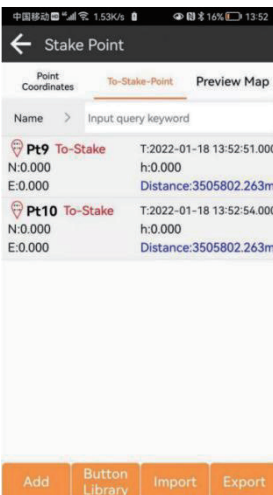 中国移动 1.53K/s 16% 13:52
← Stake Point
Point Coordinates To-Stake-Point Preview Map
Name > Input query keyword
Pt9 To-Stake T:2022-01-18 13:52:51.000
N:0.000 h:0.000
E:0.000 Distance:3505802.263m
Pt10 To-Stake T:2022-01-18 13:52:54.000
N:0.000 h:0.000
E:0.000 Distance:3505802.263m
Add Button Library Import Export